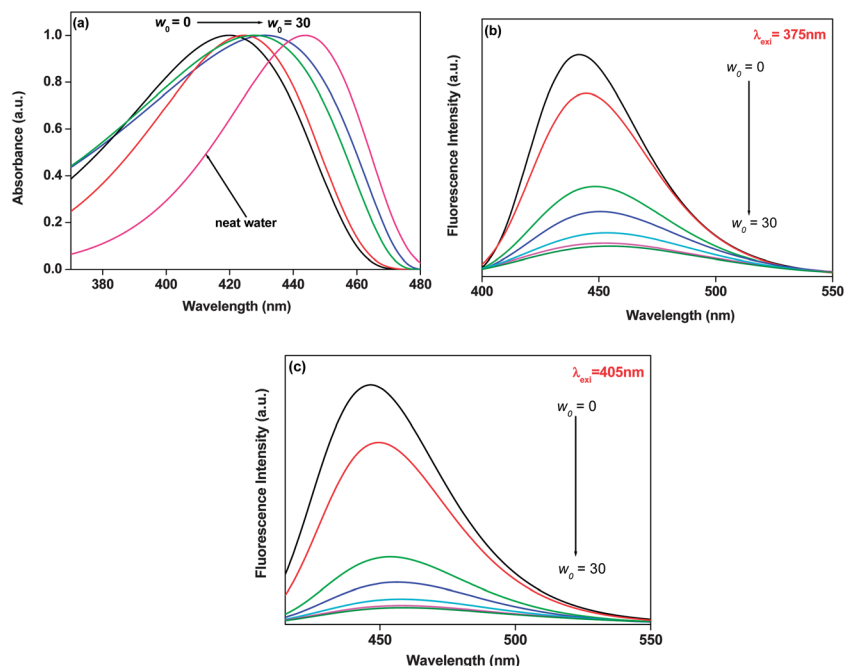 (a)
w₀ = 0
w₀ = 30
1.0
0.8
0.6
0.4
0.2
0.0
Absorbance (a.u.)
neat water
380 400 420 440 460 480
Wavelength (nm)
(b)
λexi= 375nm
w₀ = 0
w₀ = 30
Fluorescence Intensity (a.u.)
400 450 500 550
Wavelength (nm)
(c)
λexi=405nm
w₀ = 0
w₀ = 30
Fluorescence Intensity (a.u.)
450 500 550
Wavelength (nm)